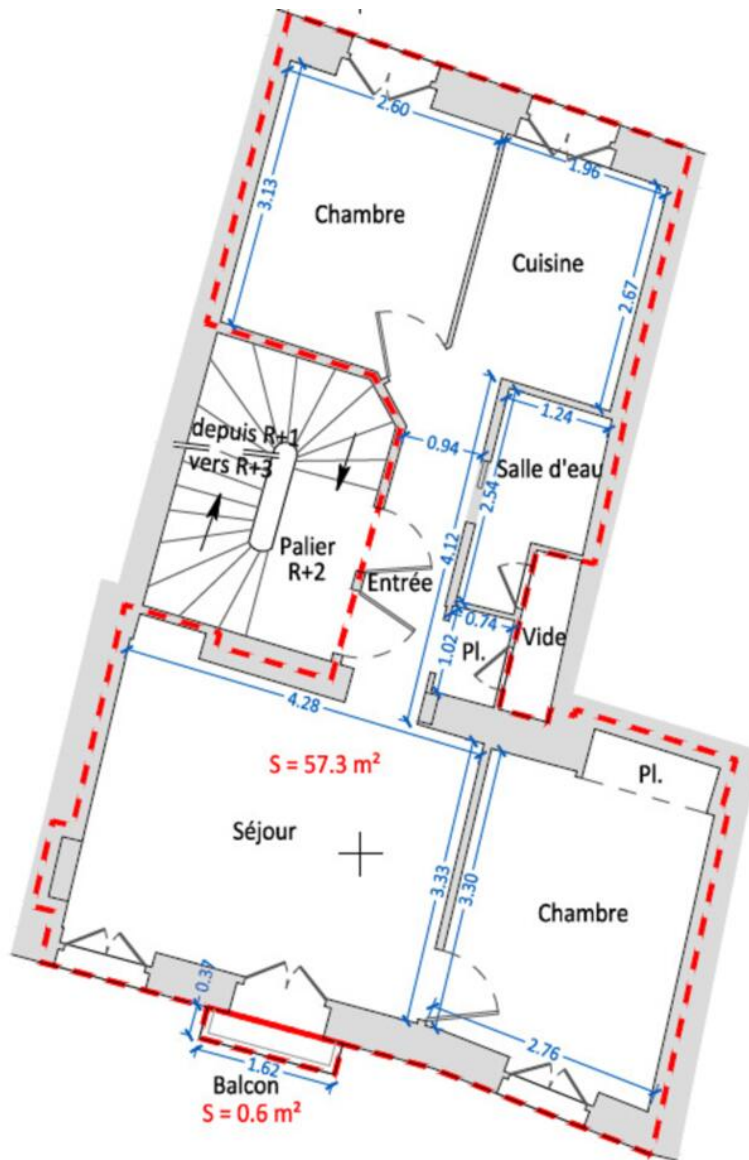 2.60
1.96
3.13
Chambre
Cuisine
2.67
1.24
0.94
depuis R+1
vers R+3
Salle d'eau
2.54
Palier
R+2
4.12
Entrée
0.74
Vide
1.02
Pl.
4.28
S = 57.3 m²
Pl.
Séjour
3.33
3.30
Chambre
0.37
2.76
1.62
Balcon
S = 0.6 m²